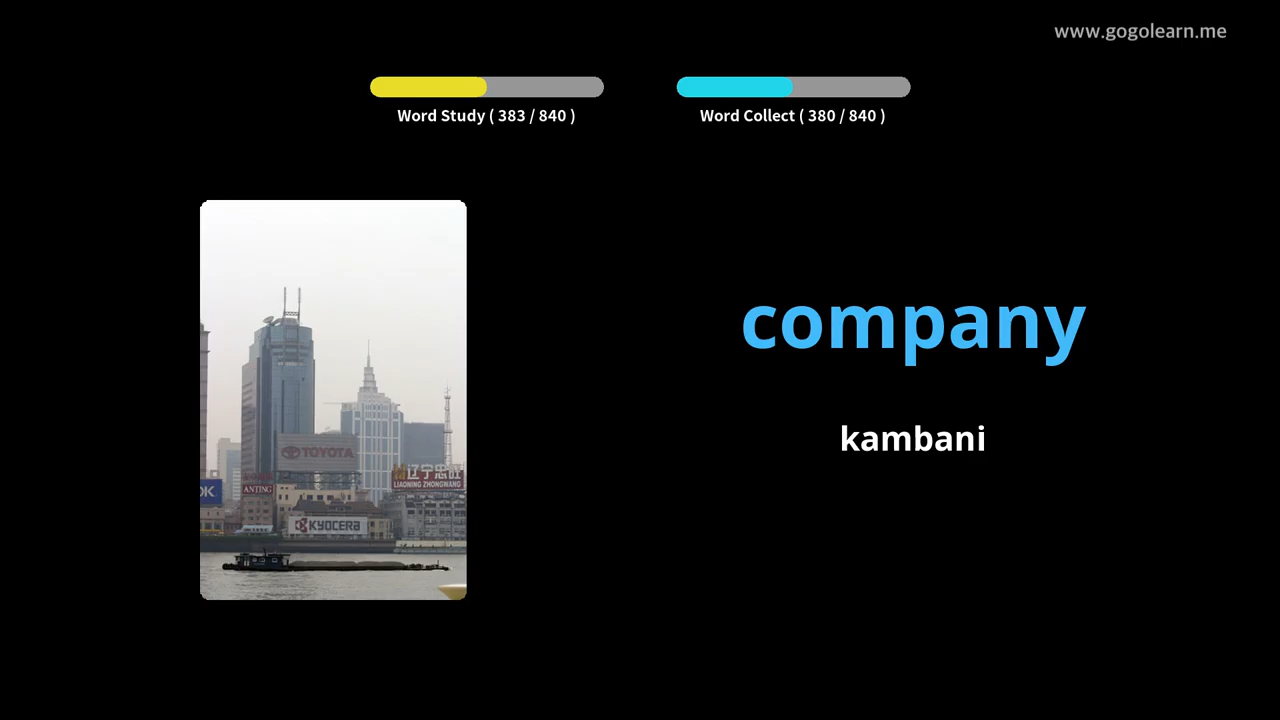 www.gogolearn.me
Word Study ( 383 / 840 )
Word Collect ( 380 / 840 )
company
kambani
TOYOTA
辽宁忠旺
LIAONING ZHONGWANG
OK
ANTING
KYOCERA